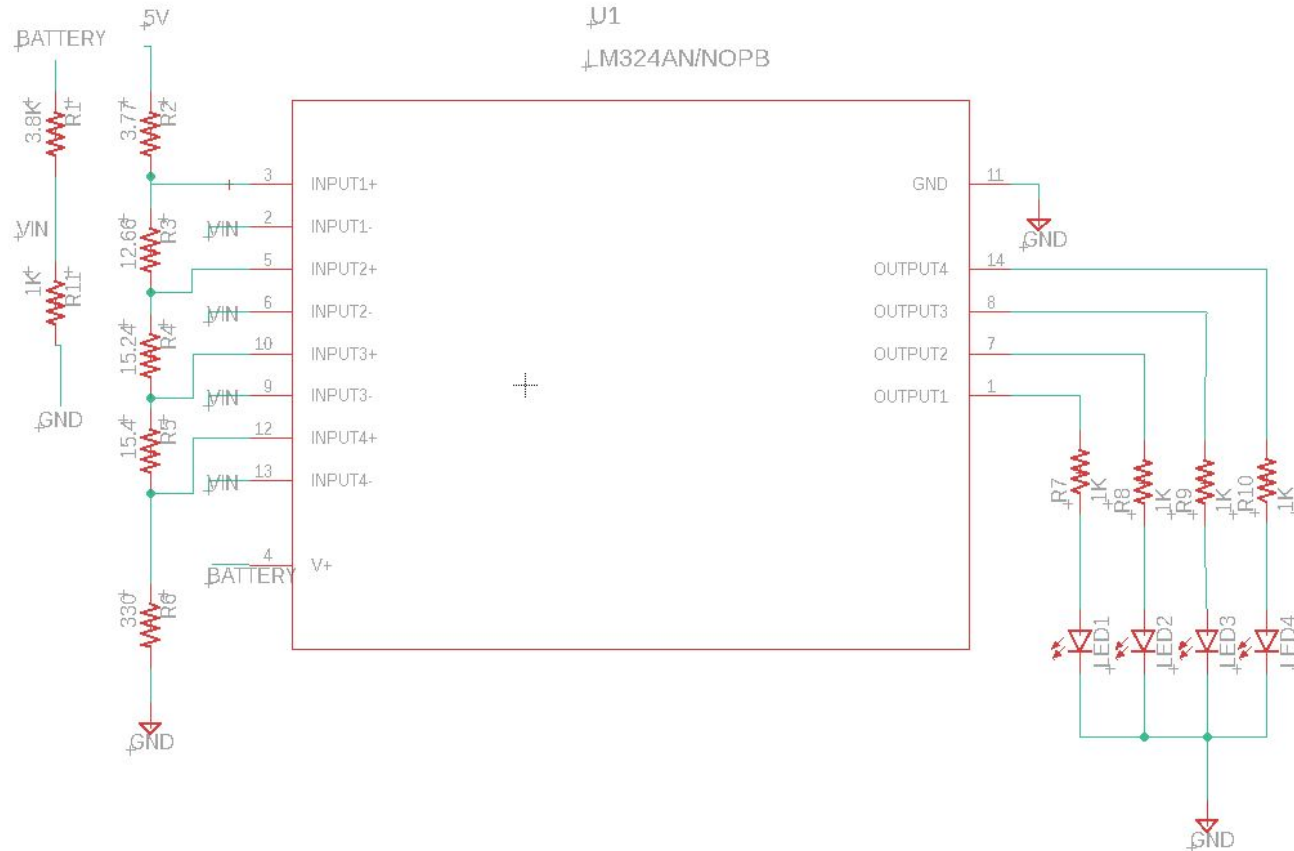 BATTERY
5V
U1
LM324AN/NOPB
3.8K
R1
3.77
R2
3
INPUT1+
GND
11
VIN
12.66
R3
VIN
2
INPUT1-
GND
5
INPUT2+
OUTPUT4
14
1K
R11
VIN
6
INPUT2-
OUTPUT3
8
15.24
R4
10
INPUT3+
OUTPUT2
7
GND
VIN
9
INPUT3-
OUTPUT1
1
15.4
R5
12
INPUT4+
VIN
13
INPUT4-
R7
1K
R8
1K
R9
1K
R10
1K
BATTERY
4
V+
330
R6
LED1
LED2
LED3
LED4
GND
GND